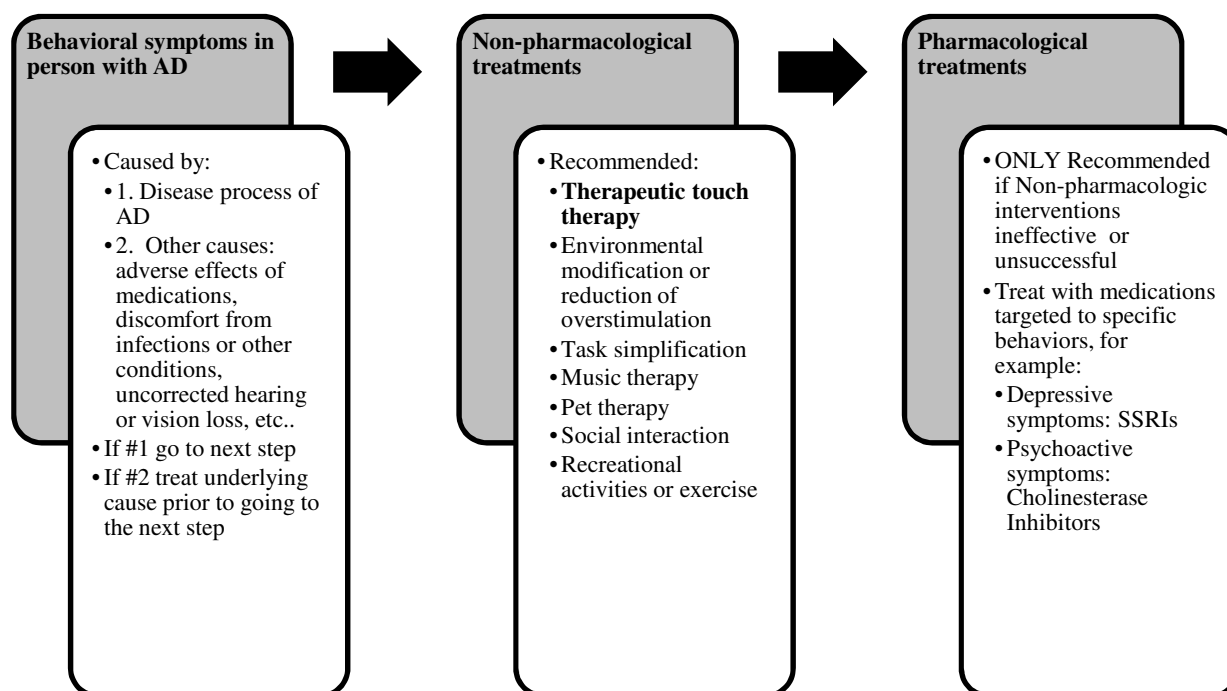 Behavioral symptoms in
person with AD
• Caused by:
• 1. Disease process of
AD
• 2. Other causes:
adverse effects of
medications,
discomfort from
infections or other
conditions,
uncorrected hearing
or vision loss, etc..
• If #1 go to next step
• If #2 treat underlying
cause prior to going to
the next step
Non-pharmacological
treatments
• Recommended:
• Therapeutic touch
therapy
• Environmental
modification or
reduction of
overstimulation
• Task simplification
• Music therapy
• Pet therapy
• Social interaction
• Recreational
activities or exercise
Pharmacological
treatments
• ONLY Recommended
if Non-pharmacologic
interventions
ineffective or
unsuccessful
• Treat with medications
targeted to specific
behaviors, for
example:
• Depressive
symptoms: SSRIs
• Psychoactive
symptoms:
Cholinesterase
Inhibitors